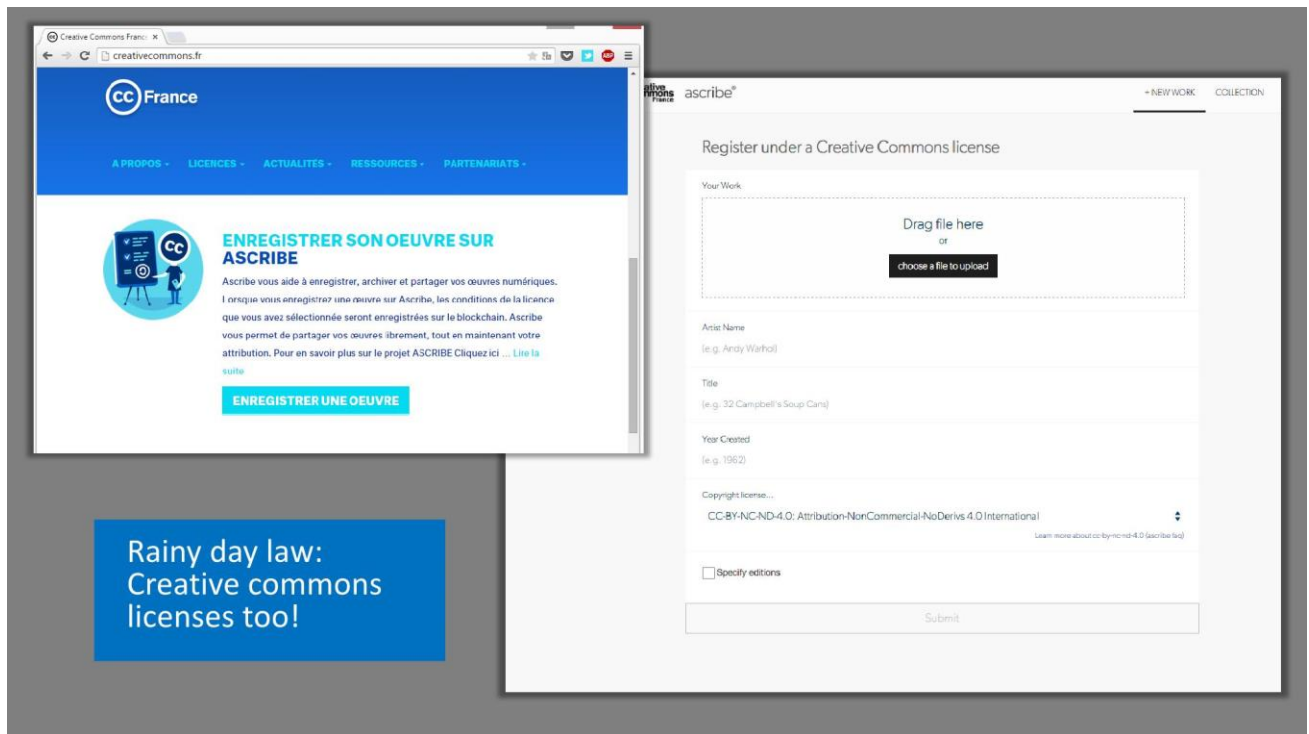 Creative Commons Franc
creativecommons.fr
CC France
A PROPOS
LICENCES
ACTUALITÉS
RESSOURCES
PARTENARIATS
CC
ENREGISTRER SON OEUVRE SUR
ASCRIBE
Ascribe vous aide à enregistrer, archiver et partager vos œuvres numériques.
Lorsque vous enregistrez une œuvre sur Ascribe, les conditions de la licence
que vous avez sélectionnée seront enregistrées sur le blockchain. Ascribe
vous permet de partager vos œuvres librement, tout en maintenant votre
attribution. Pour en savoir plus sur le projet ASCRIBE Cliquez ici ... Lire la
suite
ENREGISTRER UNE OEUVRE
ative
mmons
France
ascribe®
+ NEW WORK
COLLECTION
Register under a Creative Commons license
Your Work
Drag file here
or
choose a file to upload
Artist Name
(e.g. Andy Warhol)
Title
(e.g. 32 Campbell's Soup Cans)
Year Created
(e.g. 1962)
Copyright license...
CC-BY-NC-ND-4.0: Attribution-NonCommercial-NoDerivs 4.0 International
Learn more about cc-by-nc-nd-4.0 (ascribe faq)
Specify editions
Submit
Rainy day law:
Creative commons
licenses too!